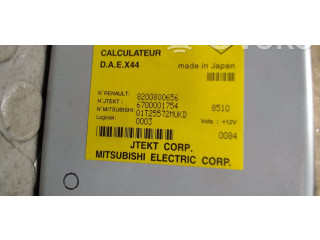 CALCULATEUR
D.A.E.X44 made in Japan
N°RENAULT: 8200800656
N°JTEKT: 6700001754 8510
N°MITSUBISHI: 01T25572MUKD
Logiciel: 0003 Volts: +12V
0084
JTEKT CORP.
MITSUBISHI ELECTRIC CORP.